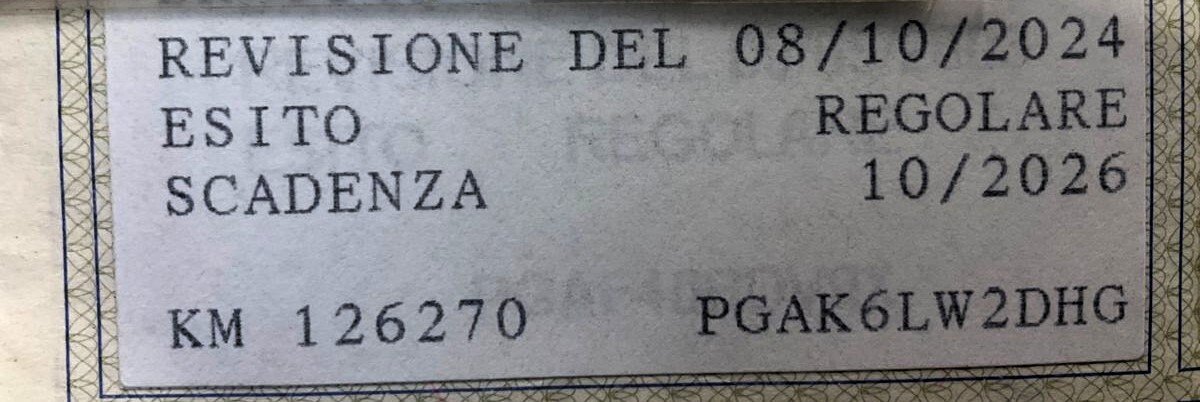 REVISIONE DEL 08/10/2024
ESITO REGOLARE
SCADENZA 10/2026
KM 126270 PGAK6LW2DHG